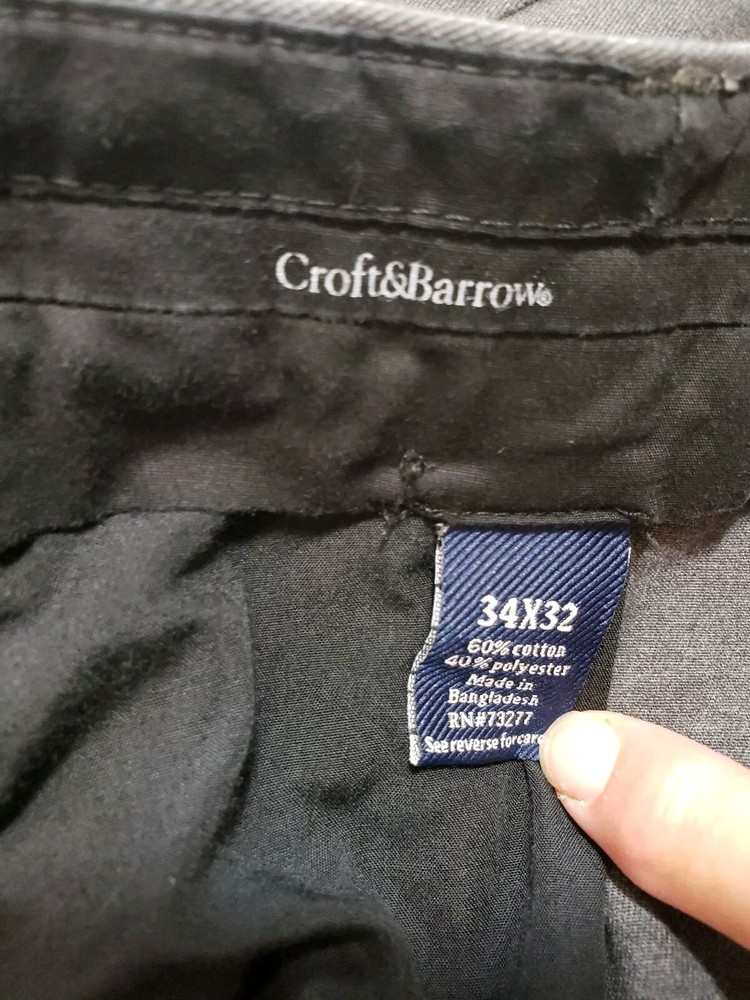 Croft&Barrow®
34X32
60% cotton
40% polyester
Made in
Bangladesh
RN#73277
See reverse for care